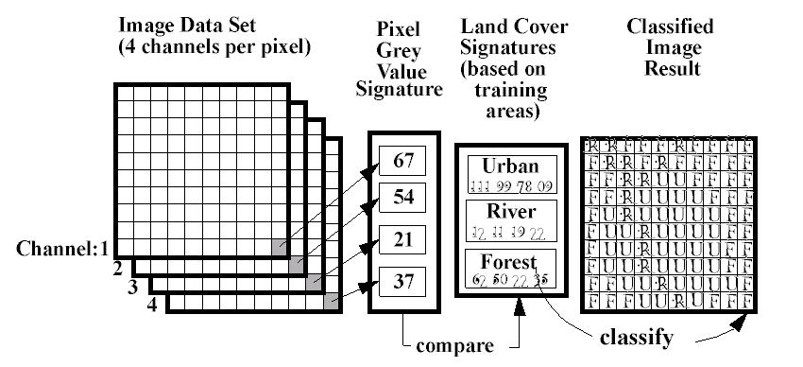 Image Data Set
(4 channels per pixel)
Pixel
Grey
Value
Signature
Land Cover
Signatures
(based on
training
areas)
Classified
Image
Result
67
54
21
37
Urban
111 99 78 09
River
12 11 19 22
Forest
62 50 22 35
Channel:1
2
3
4
compare
classify
R R F F F R F F F F
F R R F R F F F F F
F F R R U U F F F F
F F R U U U U F F F
F U R U U U U U F F
F U U R U U U U F F
F U U R U U U U F F
F U U R U U U U F F
F F U U R U U U U F
F F F U U R U F F F